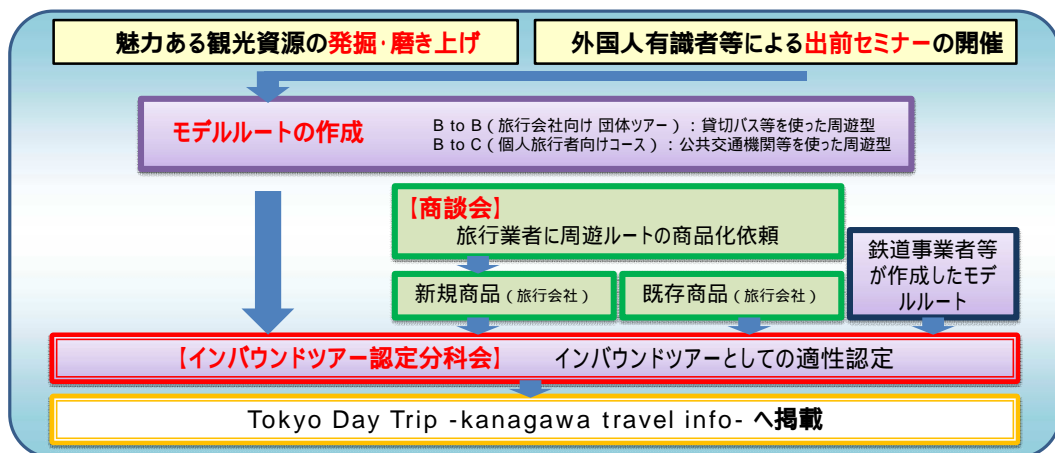 魅力ある観光資源の発掘・磨き上げ
外国人有識者等による出前セミナーの開催
モデルルートの作成
B to B（旅行会社向け 団体ツアー）：貸切バス等を使った周遊型
B to C（個人旅行者向けコース）：公共交通機関等を使った周遊型
【商談会】
旅行業者に周遊ルートの商品化依頼
新規商品（旅行会社）
既存商品（旅行会社）
鉄道事業者等
が作成したモデ
ルルート
【インバウンドツアー認定分科会】 インバウンドツアーとしての適性認定
Tokyo Day Trip -kanagawa travel info- へ掲載